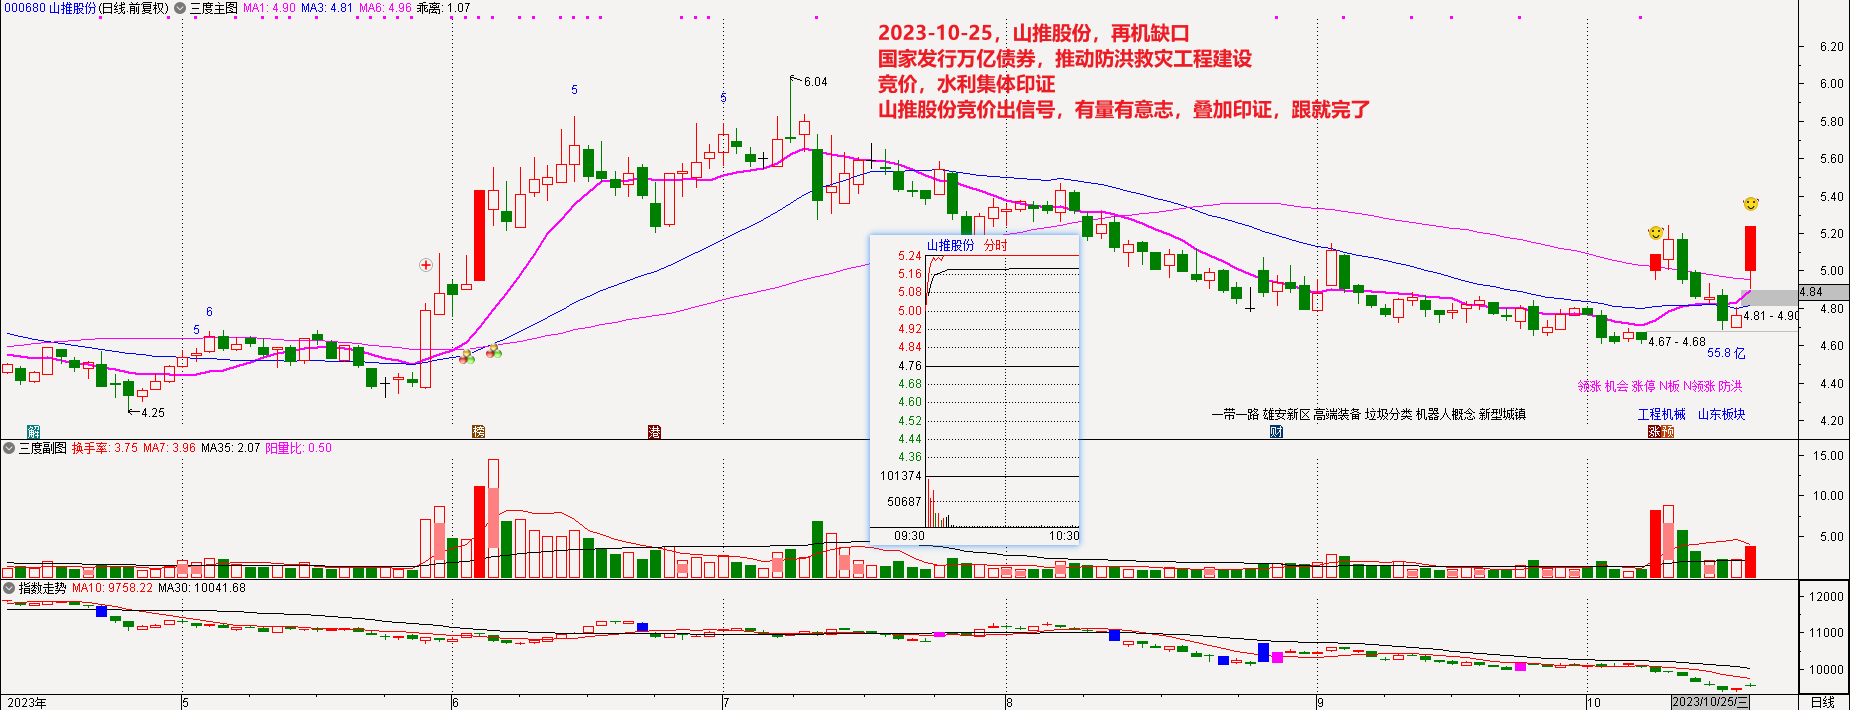 000680 山推股份(日线.前复权) 三度主图 MA1: 4.90 MA3: 4.81 MA6: 4.96 乖离: 1.07
2023-10-25，山推股份，再机缺口
国家发行万亿债券，推动防洪救灾工程建设
竞价，水利集体印证
山推股份竞价出信号，有量有意志，叠加印证，跟就完了
6.20
6.00
5.80
5.60
5.40
5.20
5.00
4.84
4.80
4.60
4.40
4.20
5
5
6.04
6
5
4.25
4.81 - 4.90
4.67 - 4.68
55.8 亿
领涨 机会 涨停 N板 N领涨 防洪
一带一路 雄安新区 高端装备 垃圾分类 机器人概念 新型城镇
工程机械 山东板块
解 榜 港 财 涨 预
山推股份 分时
5.24
5.16
5.08
5.00
4.92
4.84
4.76
4.68
4.60
4.52
4.44
4.36
101374
50687
09:30 10:30
三度副图 换手率: 3.75 MA7: 3.96 MA35: 2.07 阳量比: 0.50
15.00
10.00
5.00
指数走势 MA10: 9758.22 MA30: 10041.68
12000
11000
10000
2023年 5 6 7 8 9 10 2023/10/25/三 日线